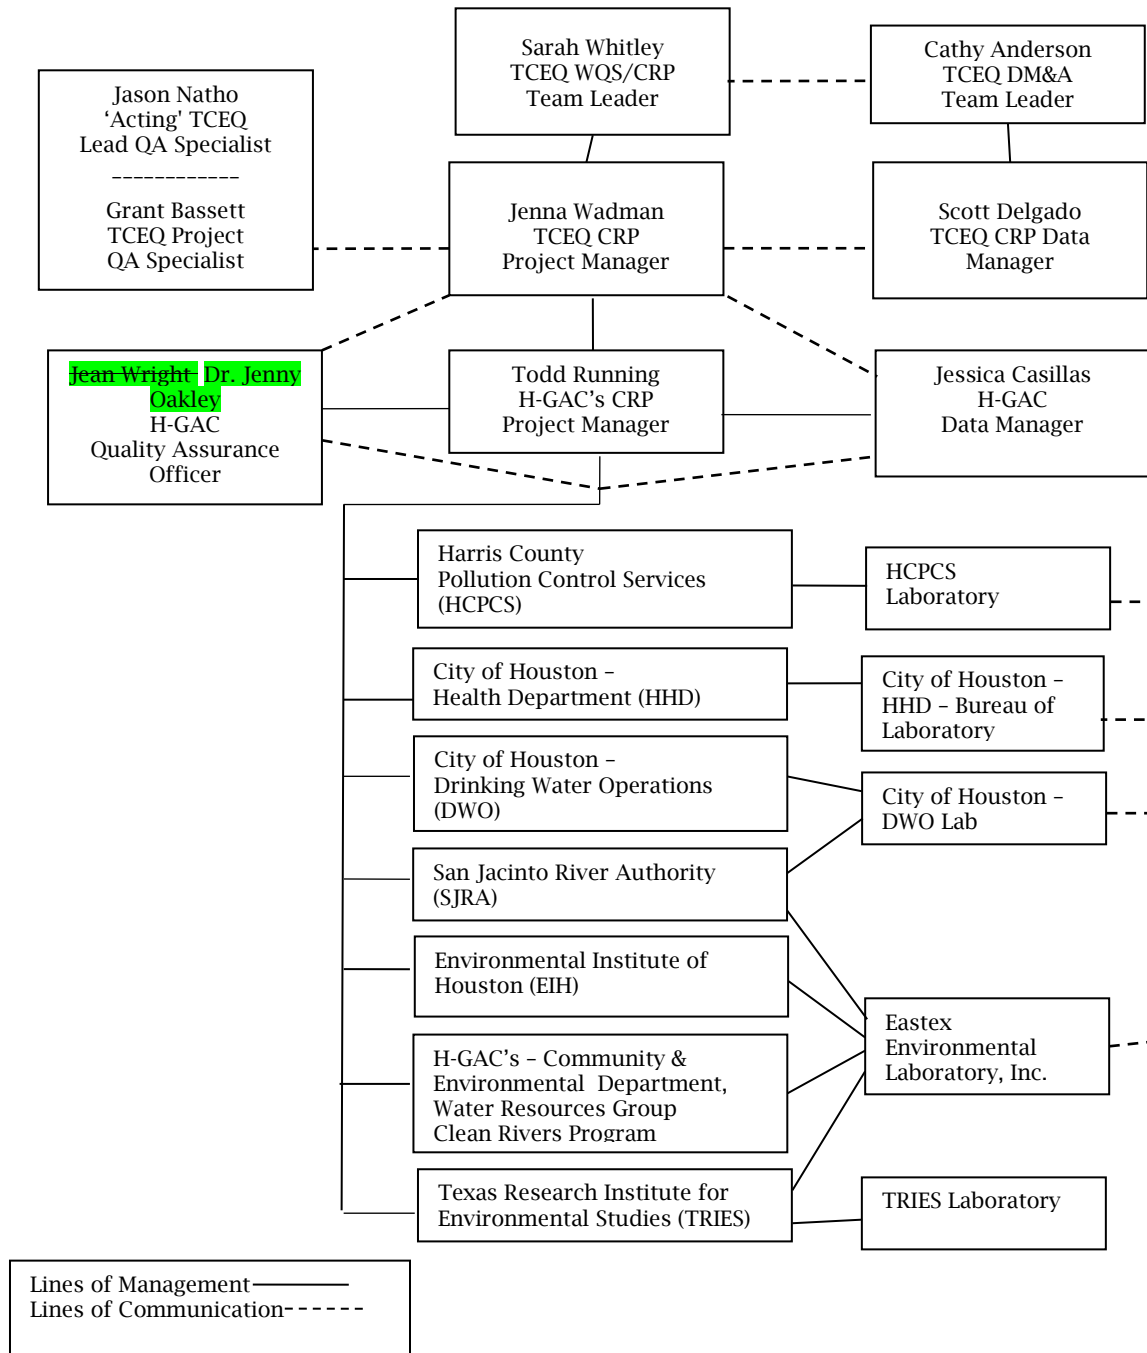 Sarah Whitley
TCEQ WQS/CRP
Team Leader
Cathy Anderson
TCEQ DM&A
Team Leader
Jason Natho
‘Acting' TCEQ
Lead QA Specialist
____________
Grant Bassett
TCEQ Project
QA Specialist
Jenna Wadman
TCEQ CRP
Project Manager
Scott Delgado
TCEQ CRP Data
Manager
Jean Wright Dr. Jenny
Oakley
H-GAC
Quality Assurance
Officer
Todd Running
H-GAC’s CRP
Project Manager
Jessica Casillas
H-GAC
Data Manager
Harris County
Pollution Control Services
(HCPCS)
HCPCS
Laboratory
City of Houston –
Health Department (HHD)
City of Houston –
HHD – Bureau of
Laboratory
City of Houston –
Drinking Water Operations
(DWO)
City of Houston –
DWO Lab
San Jacinto River Authority
(SJRA)
Environmental Institute of
Houston (EIH)
Eastex
Environmental
Laboratory, Inc.
H-GAC’s – Community &
Environmental Department,
Water Resources Group
Clean Rivers Program
Texas Research Institute for
Environmental Studies (TRIES)
TRIES Laboratory
Lines of Management
Lines of Communication